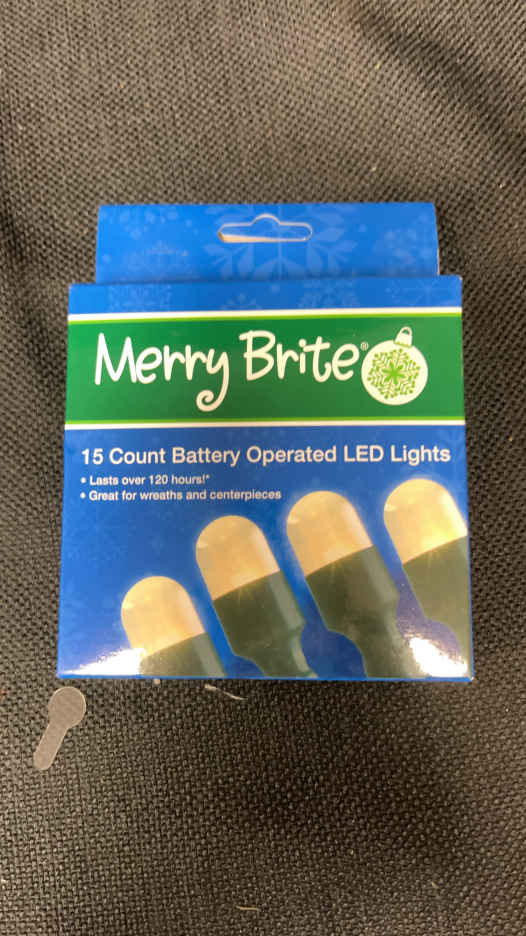 Merry Brite®
15 Count Battery Operated LED Lights
• Lasts over 120 hours!*
• Great for wreaths and centerpieces